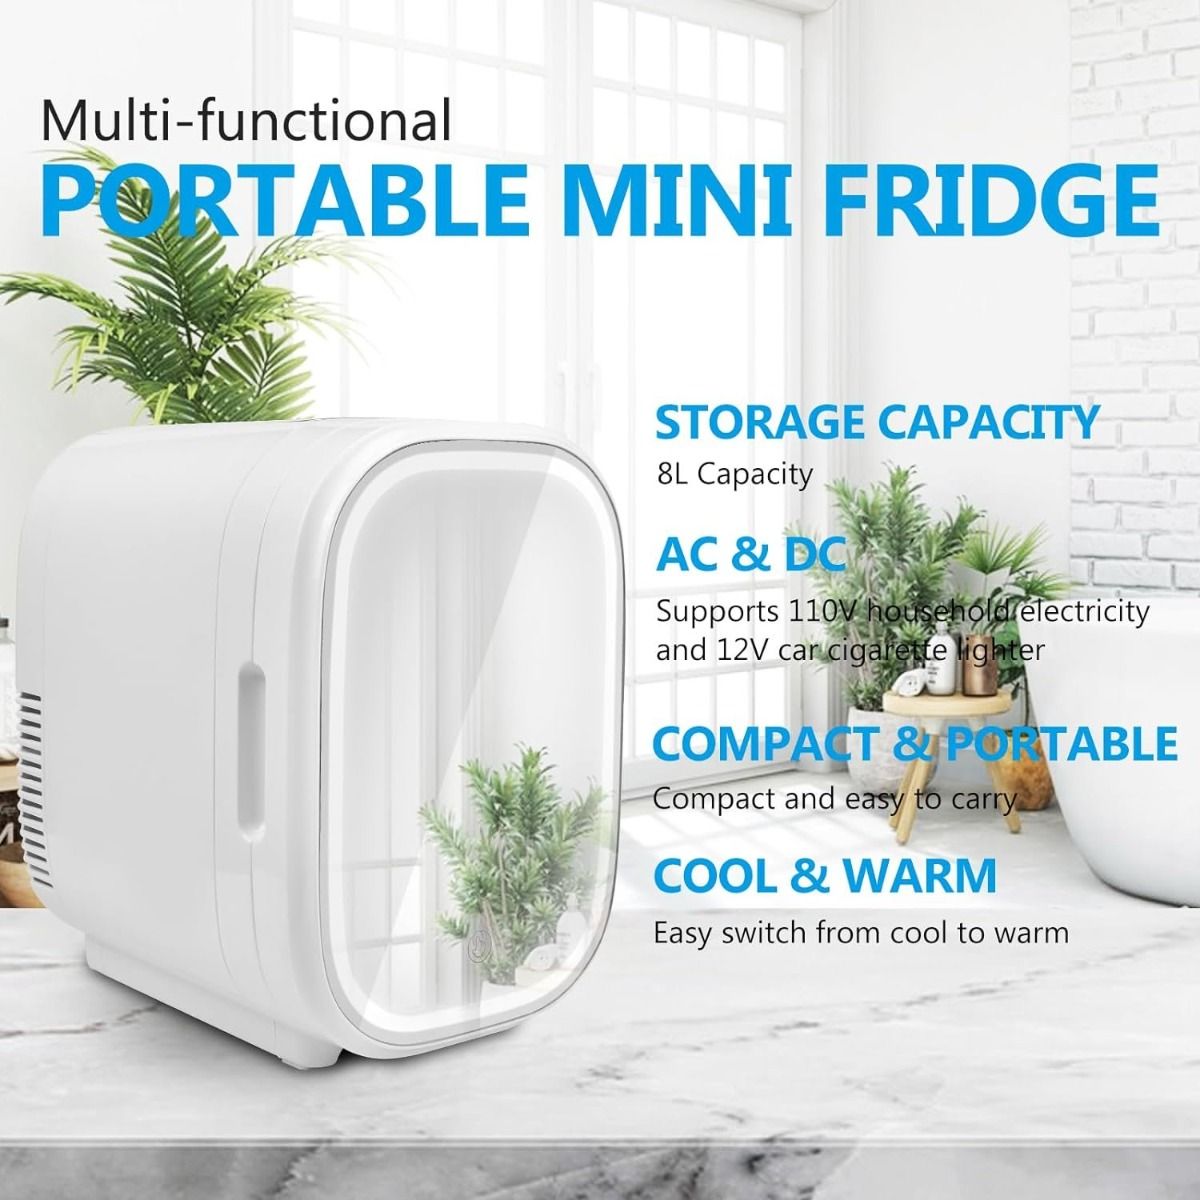 Multi-functional
PORTABLE MINI FRIDGE
STORAGE CAPACITY
8L Capacity
AC & DC
Supports 110V household electricity
and 12V car cigarette lighter
COMPACT & PORTABLE
Compact and easy to carry
COOL & WARM
Easy switch from cool to warm